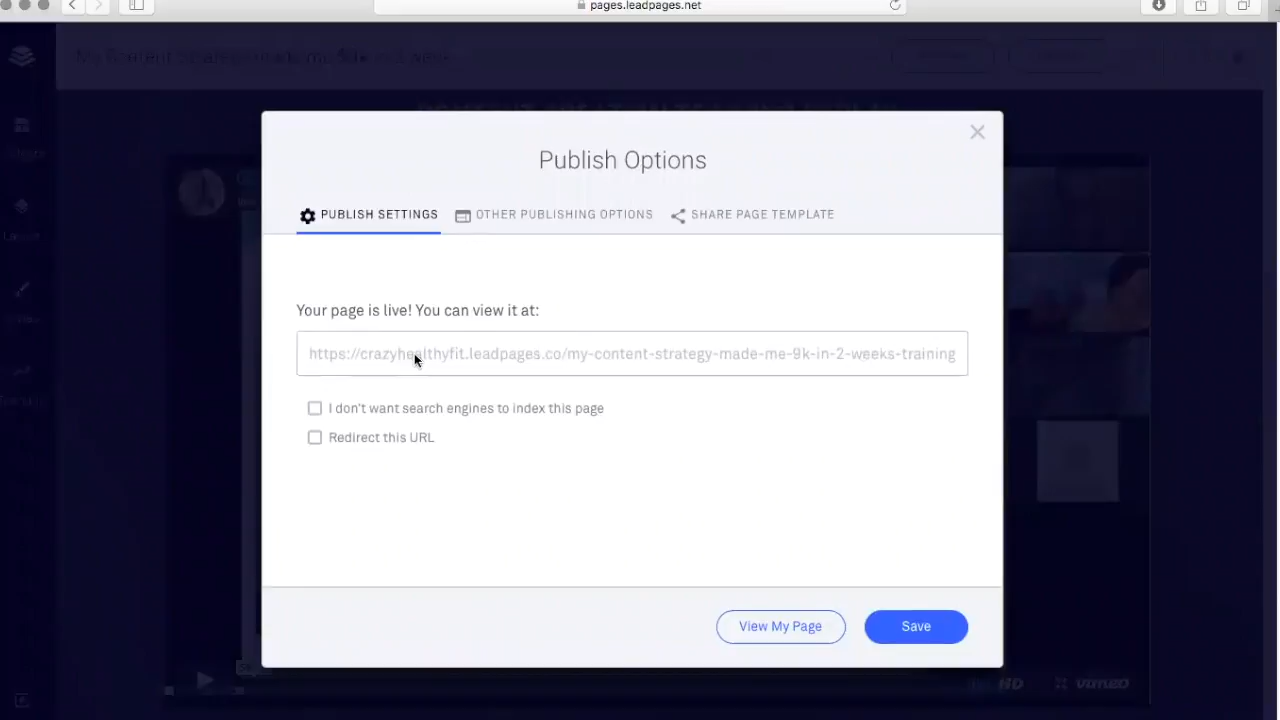 pages.leadpages.net
Publish Options
PUBLISH SETTINGS
OTHER PUBLISHING OPTIONS
SHARE PAGE TEMPLATE
Your page is live! You can view it at:
https://crazyhealthyfit.leadpages.co/my-content-strategy-made-me-9k-in-2-weeks-training
I don't want search engines to index this page
Redirect this URL
View My Page
Save
HD
vimeo